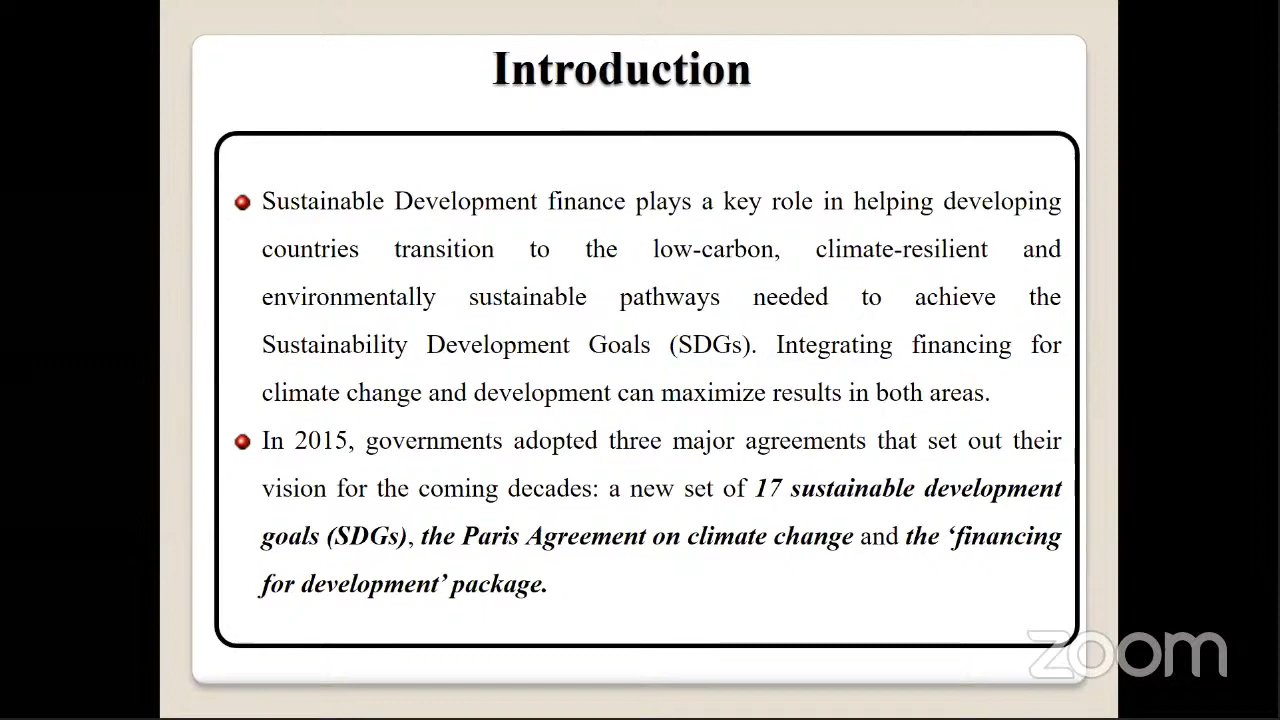 Introduction
Sustainable Development finance plays a key role in helping developing
countries transition to the low-carbon, climate-resilient and
environmentally sustainable pathways needed to achieve the
Sustainability Development Goals (SDGs). Integrating financing for
climate change and development can maximize results in both areas.
In 2015, governments adopted three major agreements that set out their
vision for the coming decades: a new set of 17 sustainable development
goals (SDGs), the Paris Agreement on climate change and the ‘financing
for development’ package.
zoom